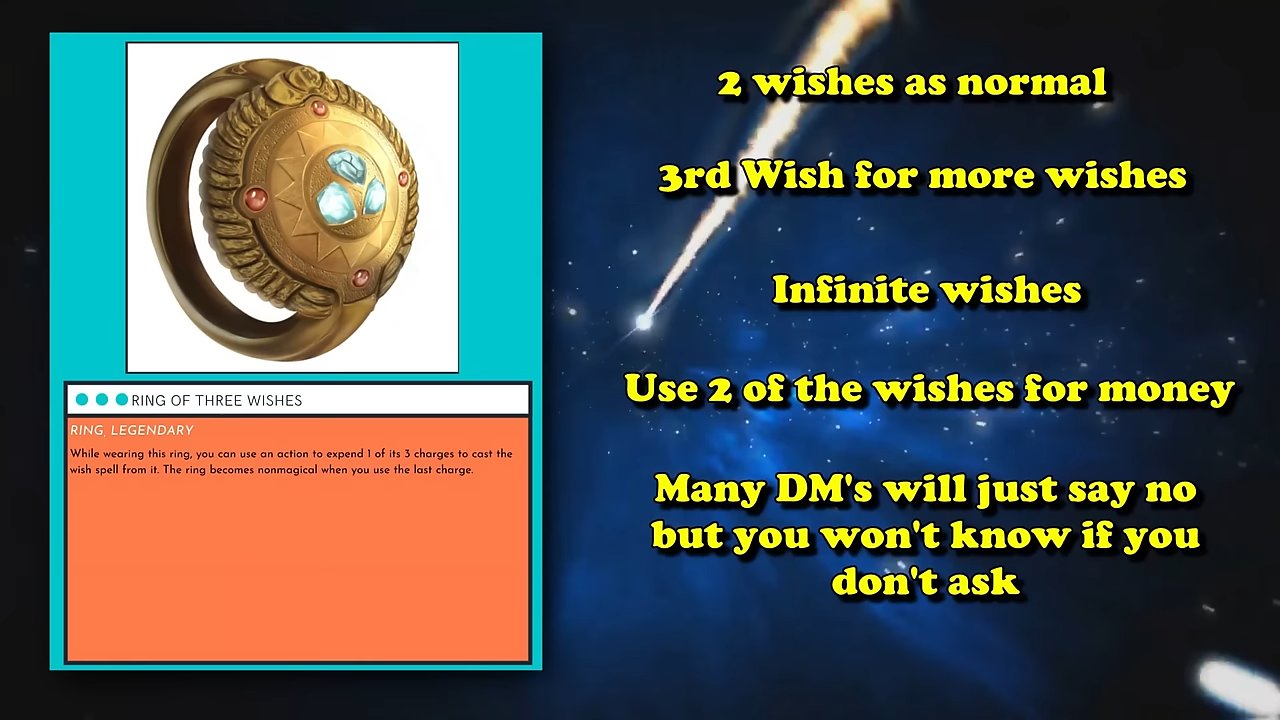 RING OF THREE WISHES
RING, LEGENDARY
While wearing this ring, you can use an action to expend 1 of its 3 charges to cast the
wish spell from it. The ring becomes nonmagical when you use the last charge.
2 wishes as normal
3rd Wish for more wishes
Infinite wishes
Use 2 of the wishes for money
Many DM's will just say no
but you won't know if you
don't ask